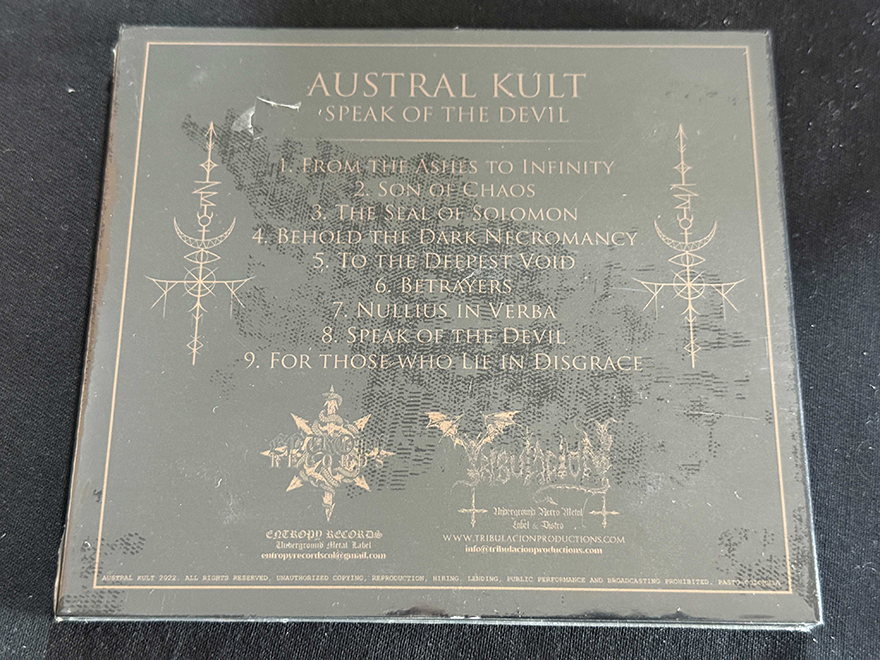 AUSTRAL KULT
SPEAK OF THE DEVIL
1. FROM THE ASHES TO INFINITY
2. SON OF CHAOS
3. THE SEAL OF SOLOMON
4. BEHOLD THE DARK NECROMANCY
5. TO THE DEEPEST VOID
6. BETRAYERS
7. NULLIUS IN VERBA
8. SPEAK OF THE DEVIL
9. FOR THOSE WHO LIE IN DISGRACE
TRIBULACION
ENTROPY RECORDS
Underground Metal Label
entropyrecordscol@gmail.com
Underground Necro Metal
Label & Distro
WWW.TRIBULACIONPRODUCTIONS.COM
info@tribulacionproductions.com
AUSTRAL KULT 2022. ALL RIGHTS RESERVED, UNAUTHORIZED COPYING, REPRODUCTION, HIRING, LENDING, PUBLIC PERFORMANCE AND BROADCASTING PROHIBITED.